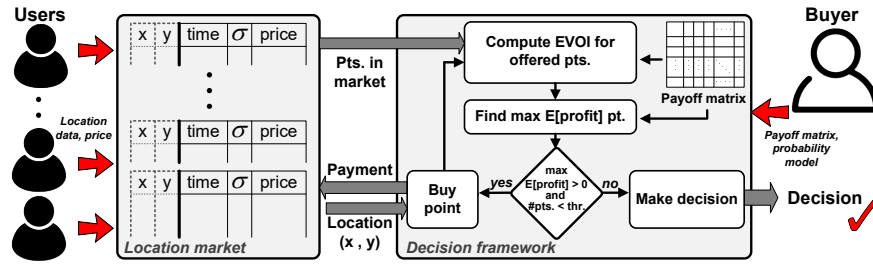 Users
Buyer
x y time σ price
Compute EVOI for
offered pts.
Pts. in
market
Payoff matrix
Location
data, price
Find max E[profit] pt.
Payoff matrix,
probability
model
x y time σ price
Payment
yes
max
E[profit] > 0
and
#pts. < thr.
no
Buy
point
Make decision
Decision
x y time σ price
Location
(x , y)
Location market
Decision framework